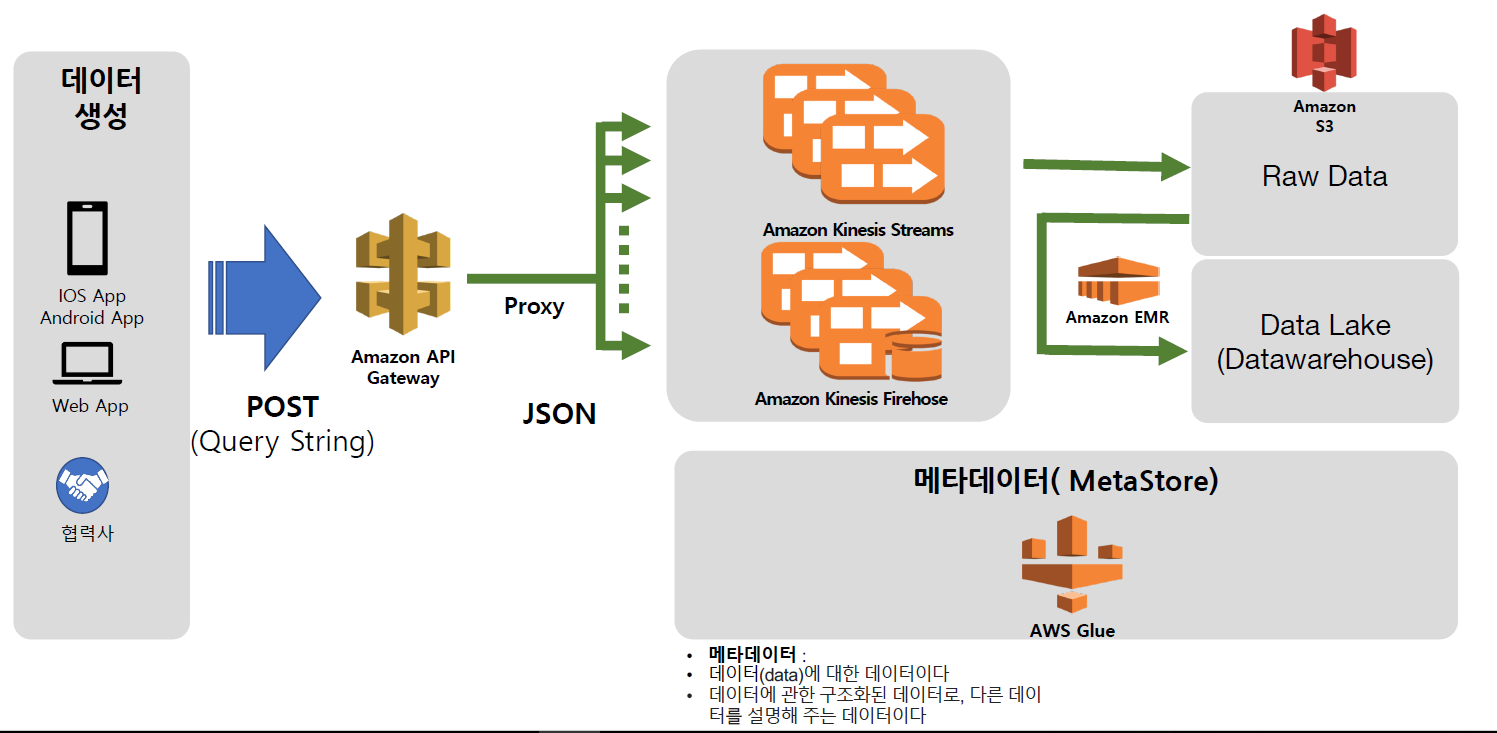 데이터
생성
IOS App
Android App
Web App
협력사
POST
(Query String)
Amazon API
Gateway
Proxy
JSON
Amazon Kinesis Streams
Amazon Kinesis Firehose
Amazon
S3
Raw Data
Amazon EMR
Data Lake
(Datawarehouse)
메타데이터( MetaStore)
AWS Glue
• 메타데이터 :
• 데이터(data)에 대한 데이터이다
• 데이터에 관한 구조화된 데이터로, 다른 데이
터를 설명해 주는 데이터이다